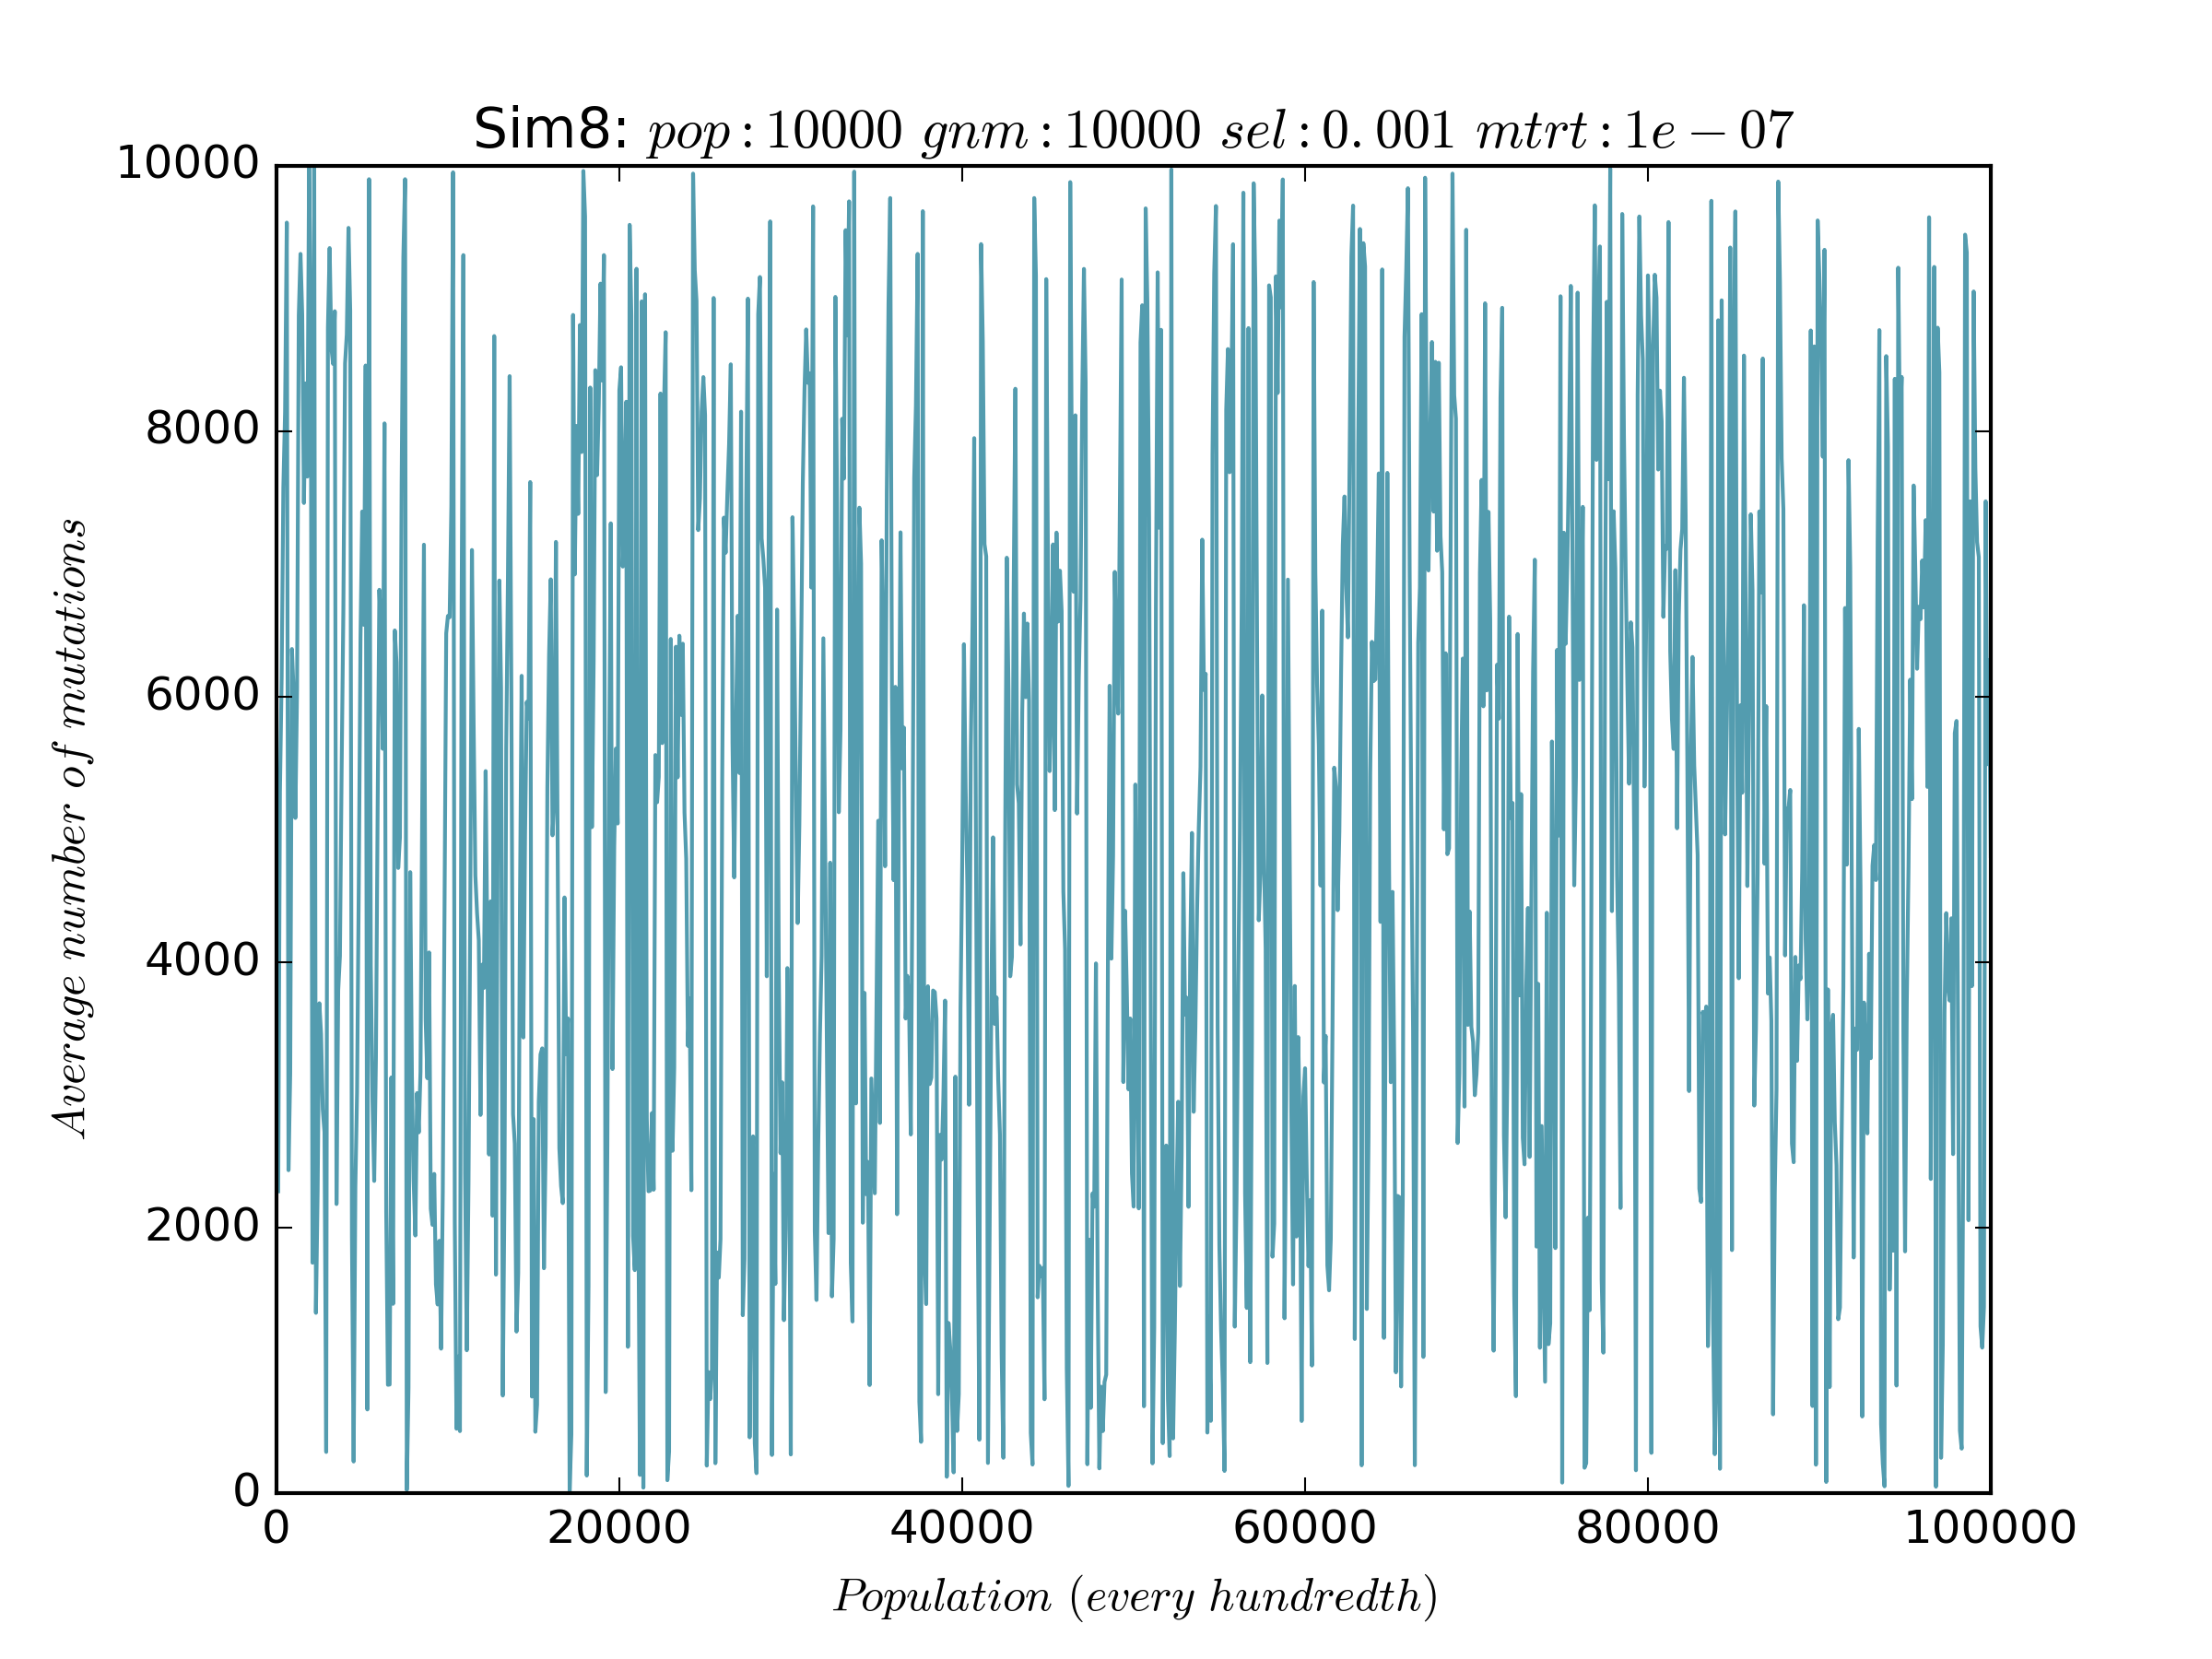 Sim8: pop : 10000 gnm : 10000 sel : 0.001 mtrt : 1e − 07
10000
8000
6000
4000
2000
0
Average number of mutations
0 20000 40000 60000 80000 100000
Population (every hundredth)